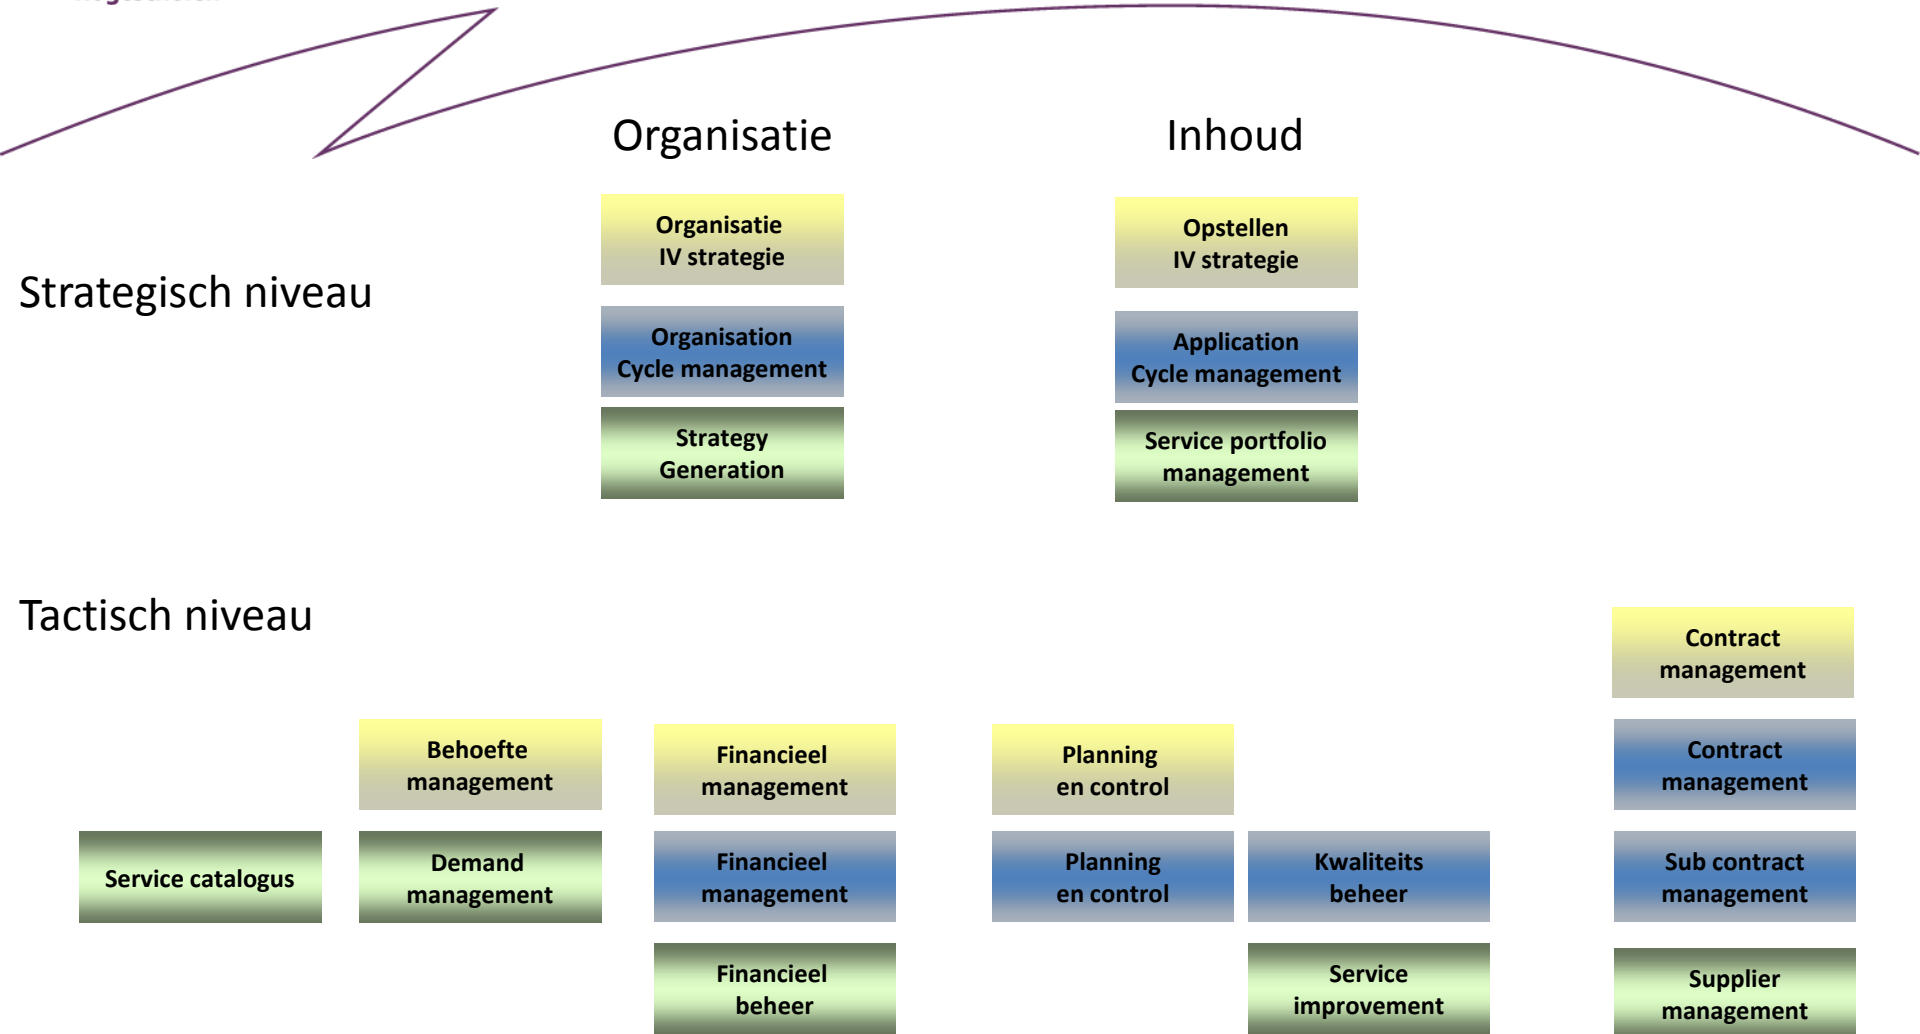 Organisatie
Inhoud
Organisatie
IV strategie
Opstellen
IV strategie
Strategisch niveau
Organisation
Cycle management
Application
Cycle management
Strategy
Generation
Service portfolio
management
Tactisch niveau
Contract
management
Behoefte
management
Financieel
management
Planning
en control
Contract
management
Service catalogus
Demand
management
Financieel
management
Planning
en control
Kwaliteits
beheer
Sub contract
management
Financieel
beheer
Service
improvement
Supplier
management